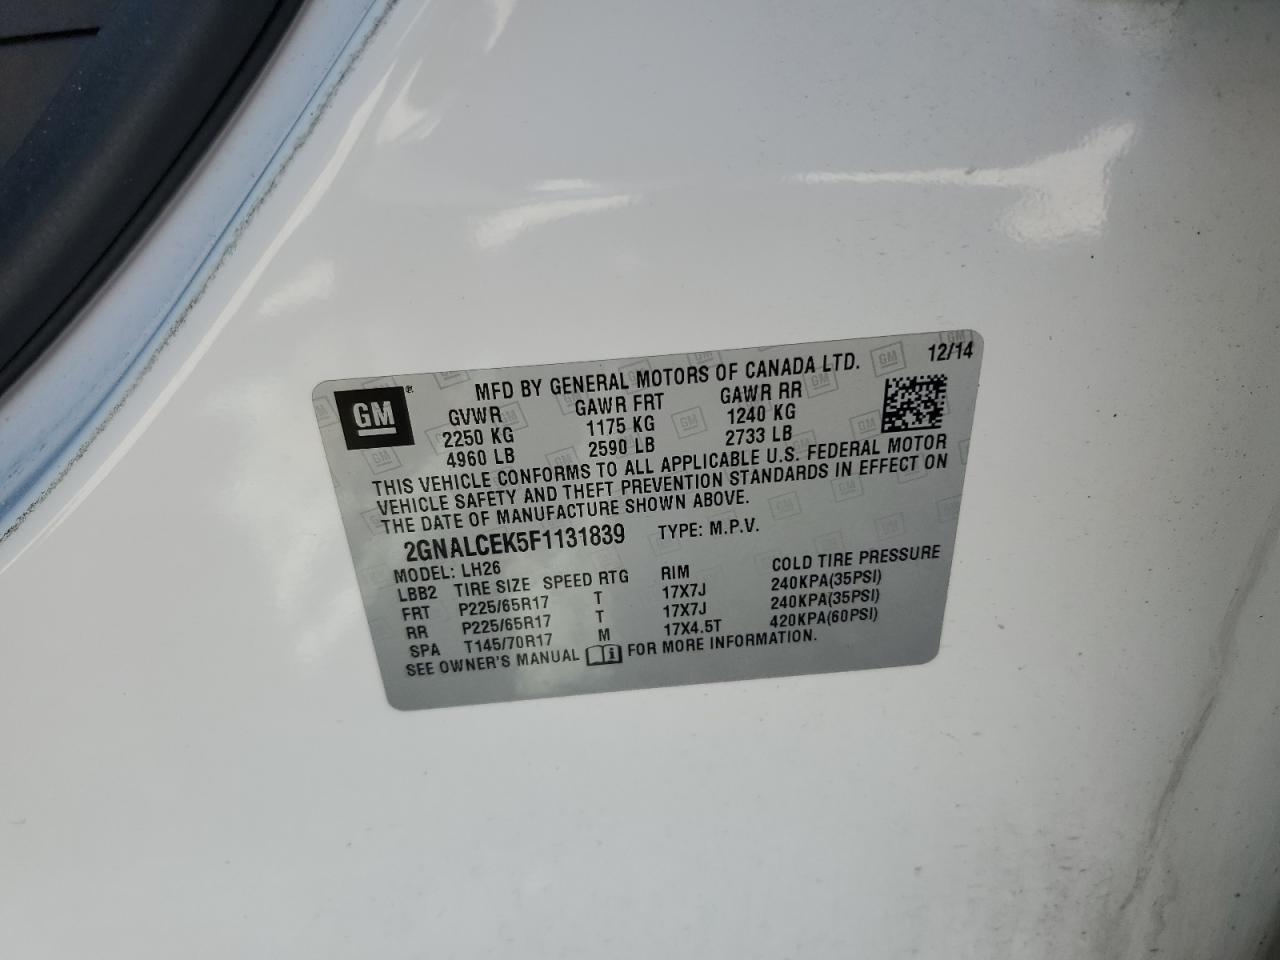 GM® MFD BY GENERAL MOTORS OF CANADA LTD. 12/14
GVWR GAWR FRT GAWR RR
2250 KG 1175 KG 1240 KG
4960 LB 2590 LB 2733 LB
THIS VEHICLE CONFORMS TO ALL APPLICABLE U.S. FEDERAL MOTOR
VEHICLE SAFETY AND THEFT PREVENTION STANDARDS IN EFFECT ON
THE DATE OF MANUFACTURE SHOWN ABOVE.
2GNALCEK5F1131839 TYPE: M.P.V.
MODEL: LH26
LBB2 TIRE SIZE SPEED RTG RIM COLD TIRE PRESSURE
FRT P225/65R17 T 17X7J 240KPA(35PSI)
RR P225/65R17 T 17X7J 240KPA(35PSI)
SPA T145/70R17 M 17X4.5T 420KPA(60PSI)
SEE OWNER'S MANUAL FOR MORE INFORMATION.